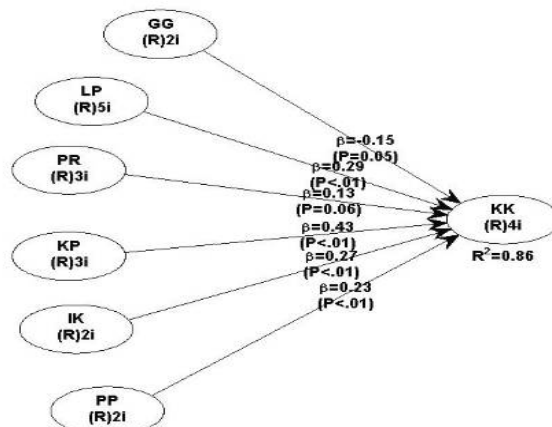 GG
(R)2i
LP
(R)5i
PR
(R)3i
KP
(R)3i
IK
(R)2i
PP
(R)2i
β=-0.15
(P=0.05)
β=0.29
(P<.01)
β=0.13
(P=0.06)
β=0.43
(P<.01)
β=0.27
(P<.01)
β=0.23
(P<.01)
KK
(R)4i
R²=0.86